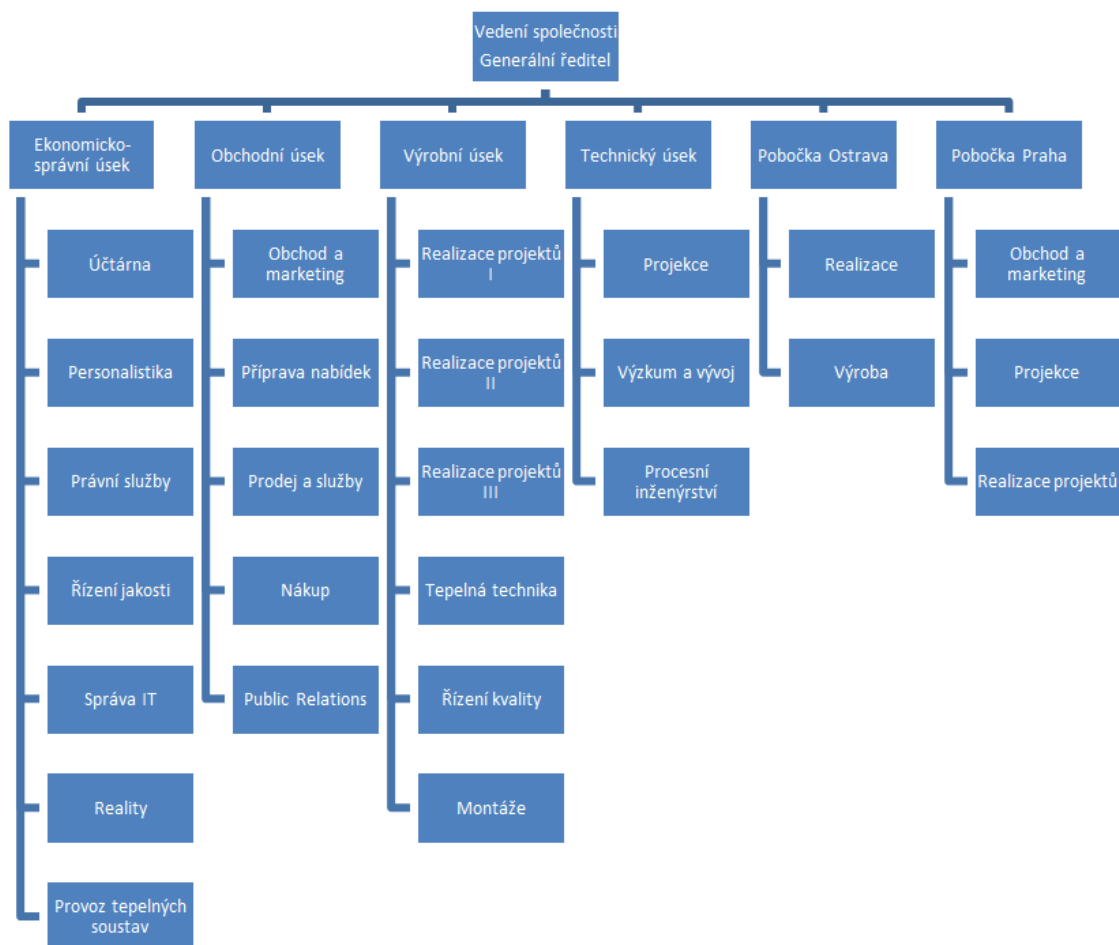 Vedení společnosti
Generální ředitel
Ekonomicko-
správní úsek
Obchodní úsek
Výrobní úsek
Technický úsek
Pobočka Ostrava
Pobočka Praha
Účtárna
Personalistika
Právní služby
Řízení jakosti
Správa IT
Reality
Provoz tepelných
soustav
Obchod a
marketing
Příprava nabídek
Prodej a služby
Nákup
Public Relations
Realizace projektů
I
Realizace projektů
II
Realizace projektů
III
Tepelná technika
Řízení kvality
Montáže
Projekce
Výzkum a vývoj
Procesní
inženýrství
Realizace
Výroba
Obchod a
marketing
Projekce
Realizace projektů